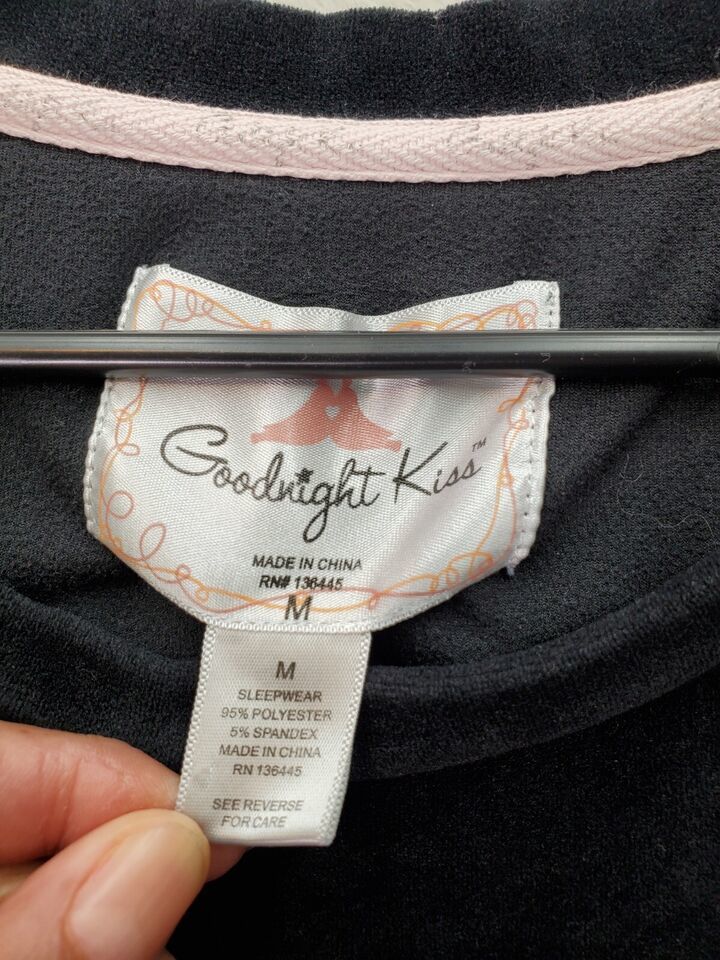 Goodnight Kiss™
MADE IN CHINA
RN# 136445
M
M
SLEEPWEAR
95% POLYESTER
5% SPANDEX
MADE IN CHINA
RN 136445
SEE REVERSE
FOR CARE